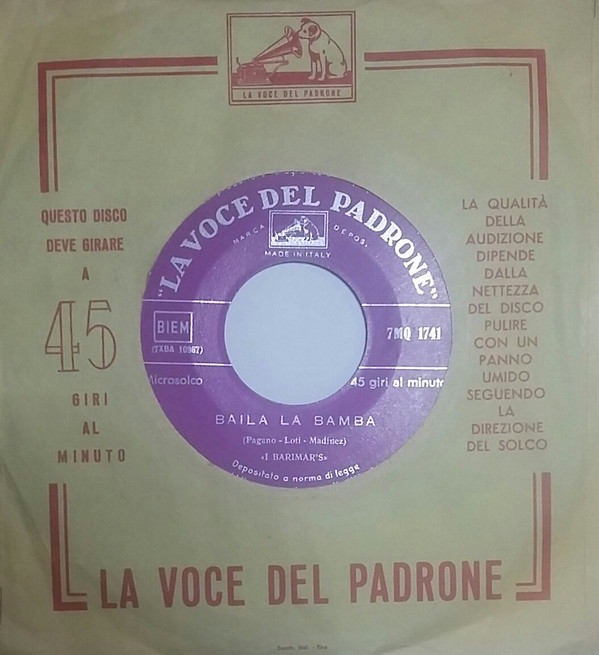 LA VOCE DEL PADRONE
QUESTO DISCO
DEVE GIRARE
A
45
GIRI
AL
MINUTO
"LA VOCE DEL PADRONE"
MARCA DEPOS.
MADE IN ITALY
BIEM
(7XBA 10967)
7MQ 1741
Microsolco
45 giri al minuto
BAILA LA BAMBA
(Pagano - Loti - Madinez)
«I BARIMAR'S»
Depositato a norma di legge
LA QUALITÀ
DELLA
AUDIZIONE
DIPENDE
DALLA
NETTEZZA
DEL DISCO
PULIRE
CON UN
PANNO
UMIDO
SEGUENDO
LA
DIREZIONE
DEL SOLCO
LA VOCE DEL PADRONE